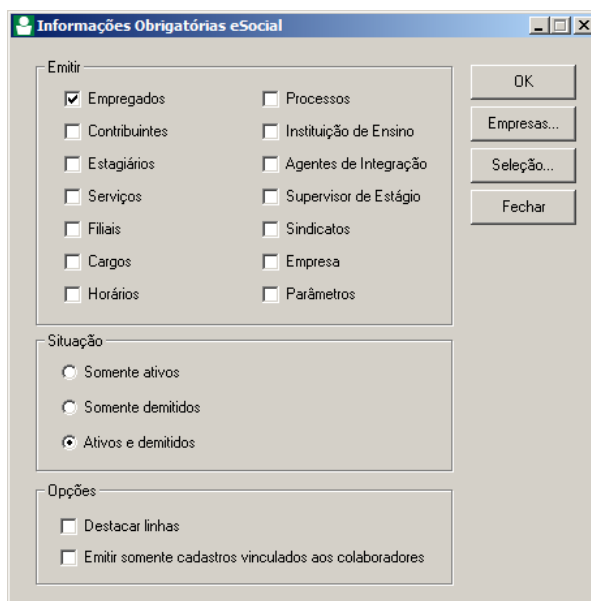 Informações Obrigatórias eSocial
Emitir
Empregados
Processos
Contribuintes
Instituição de Ensino
Estagiários
Agentes de Integração
Serviços
Supervisor de Estágio
Filiais
Sindicatos
Cargos
Empresa
Horários
Parâmetros
OK
Empresas...
Seleção...
Fechar
Situação
Somente ativos
Somente demitidos
Ativos e demitidos
Opções
Destacar linhas
Emitir somente cadastros vinculados aos colaboradores